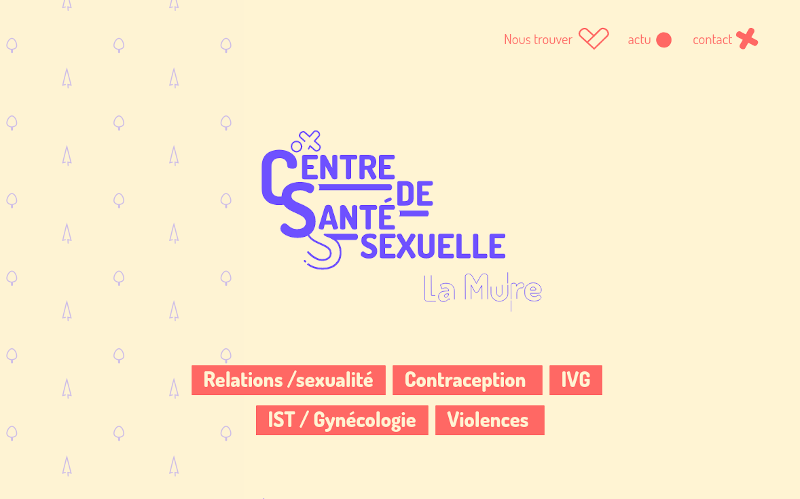 Nous trouver actu contact
CENTRE
DE
SANTÉ
SEXUELLE
La Mure
Relations /sexualité Contraception IVG
IST / Gynécologie Violences